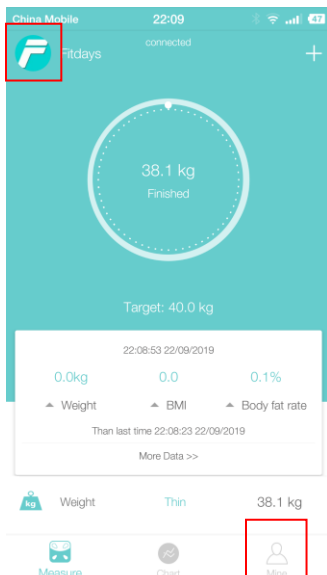 China Mobile 22:09 47
Fitdays connected +
38.1 kg
Finished
Target: 40.0 kg
22:08:53 22/09/2019
0.0kg 0.0 0.1%
Weight BMI Body fat rate
Than last time 22:08:23 22/09/2019
More Data >>
kg Weight Thin 38.1 kg
Measure Chart Mine